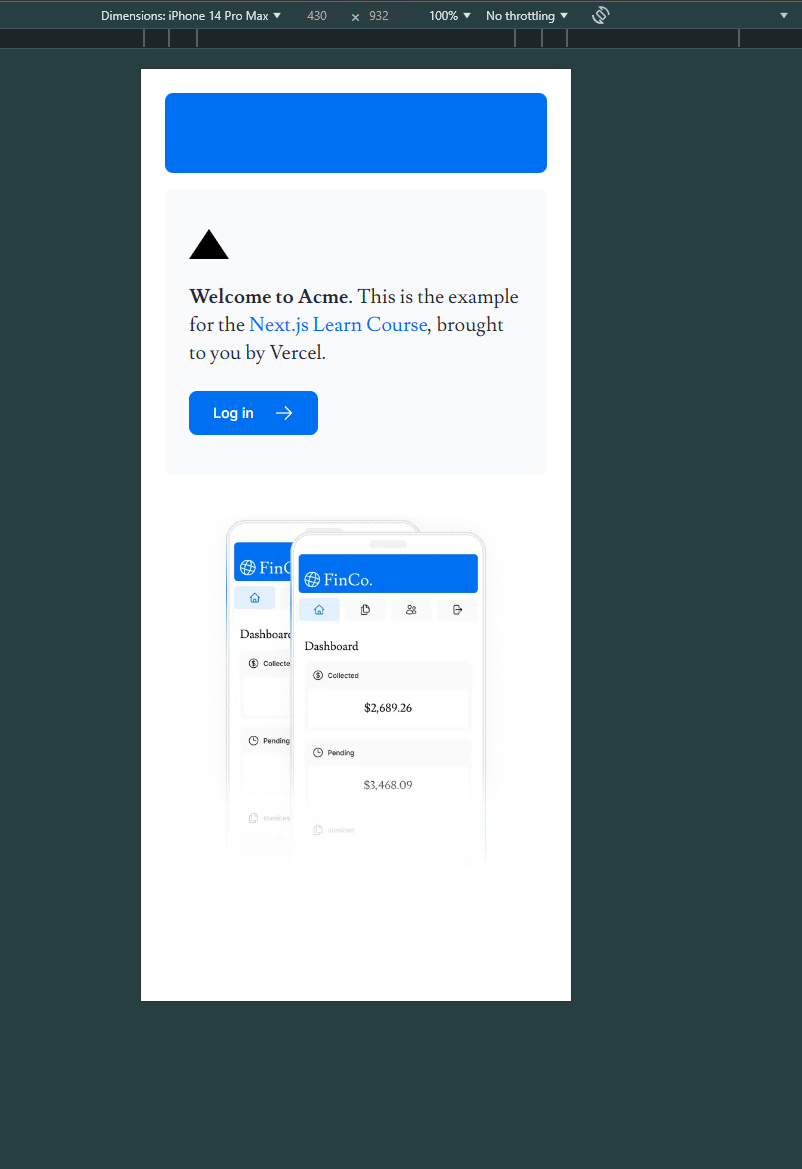 Dimensions: iPhone 14 Pro Max 430 × 932 100% No throttling
Welcome to Acme. This is the example
for the Next.js Learn Course, brought
to you by Vercel.
Log in
FinC
Dashboard
Collecte
Pending
Invoices
FinCo.
Dashboard
Collected
$2,689.26
Pending
$3,468.09
Invoices